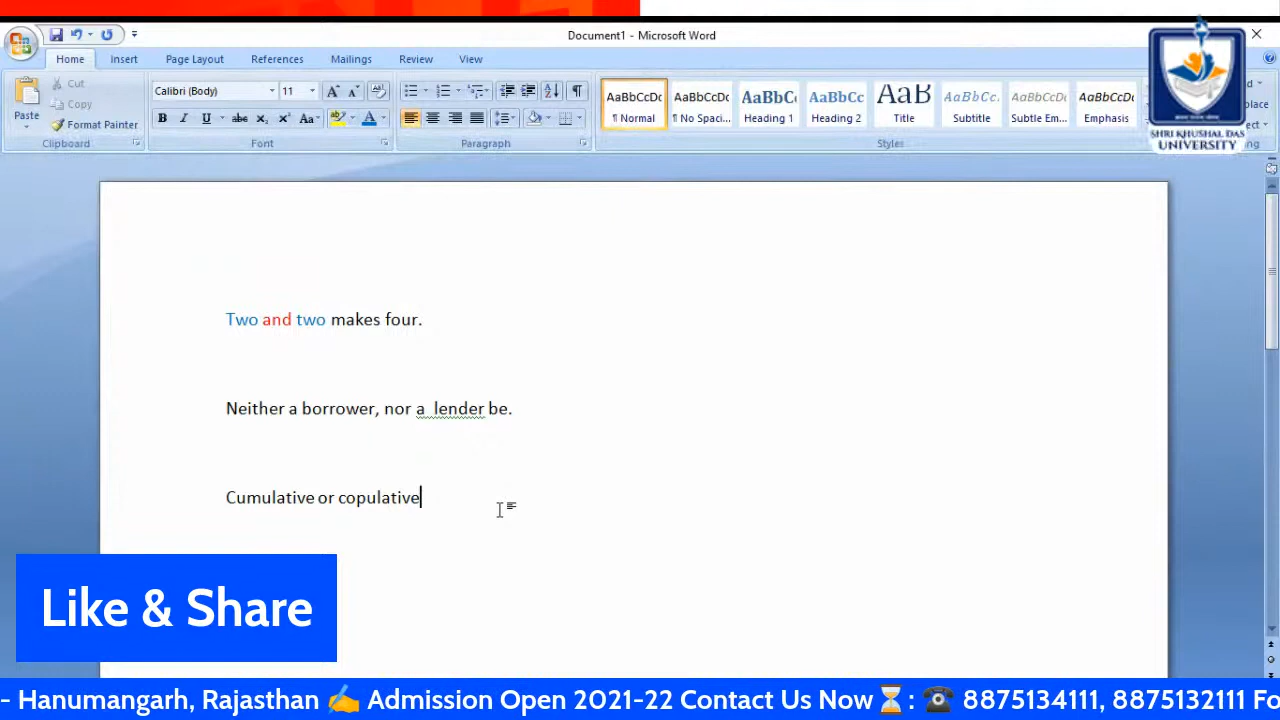 Document1 - Microsoft Word
Home Insert Page Layout References Mailings Review View
Cut
Copy
Format Painter
Paste
Clipboard
Calibri (Body) 11
Font
Paragraph
AaBbCcDc AaBbCcDc AaBbC AaBbCc AaB AaBbCc. AaBbCcDc AaBbCcDc
¶ Normal ¶ No Spaci... Heading 1 Heading 2 Title Subtitle Subtle Em... Emphasis
Styles
SHRI KHUSHAL DAS
UNIVERSITY
Two and two makes four.
Neither a borrower, nor a  lender be.
Cumulative or copulative
Like & Share
- Hanumangarh, Rajasthan ✍️ Admission Open 2021-22 Contact Us Now⏳: ☎️ 8875134111, 8875132111 Fo